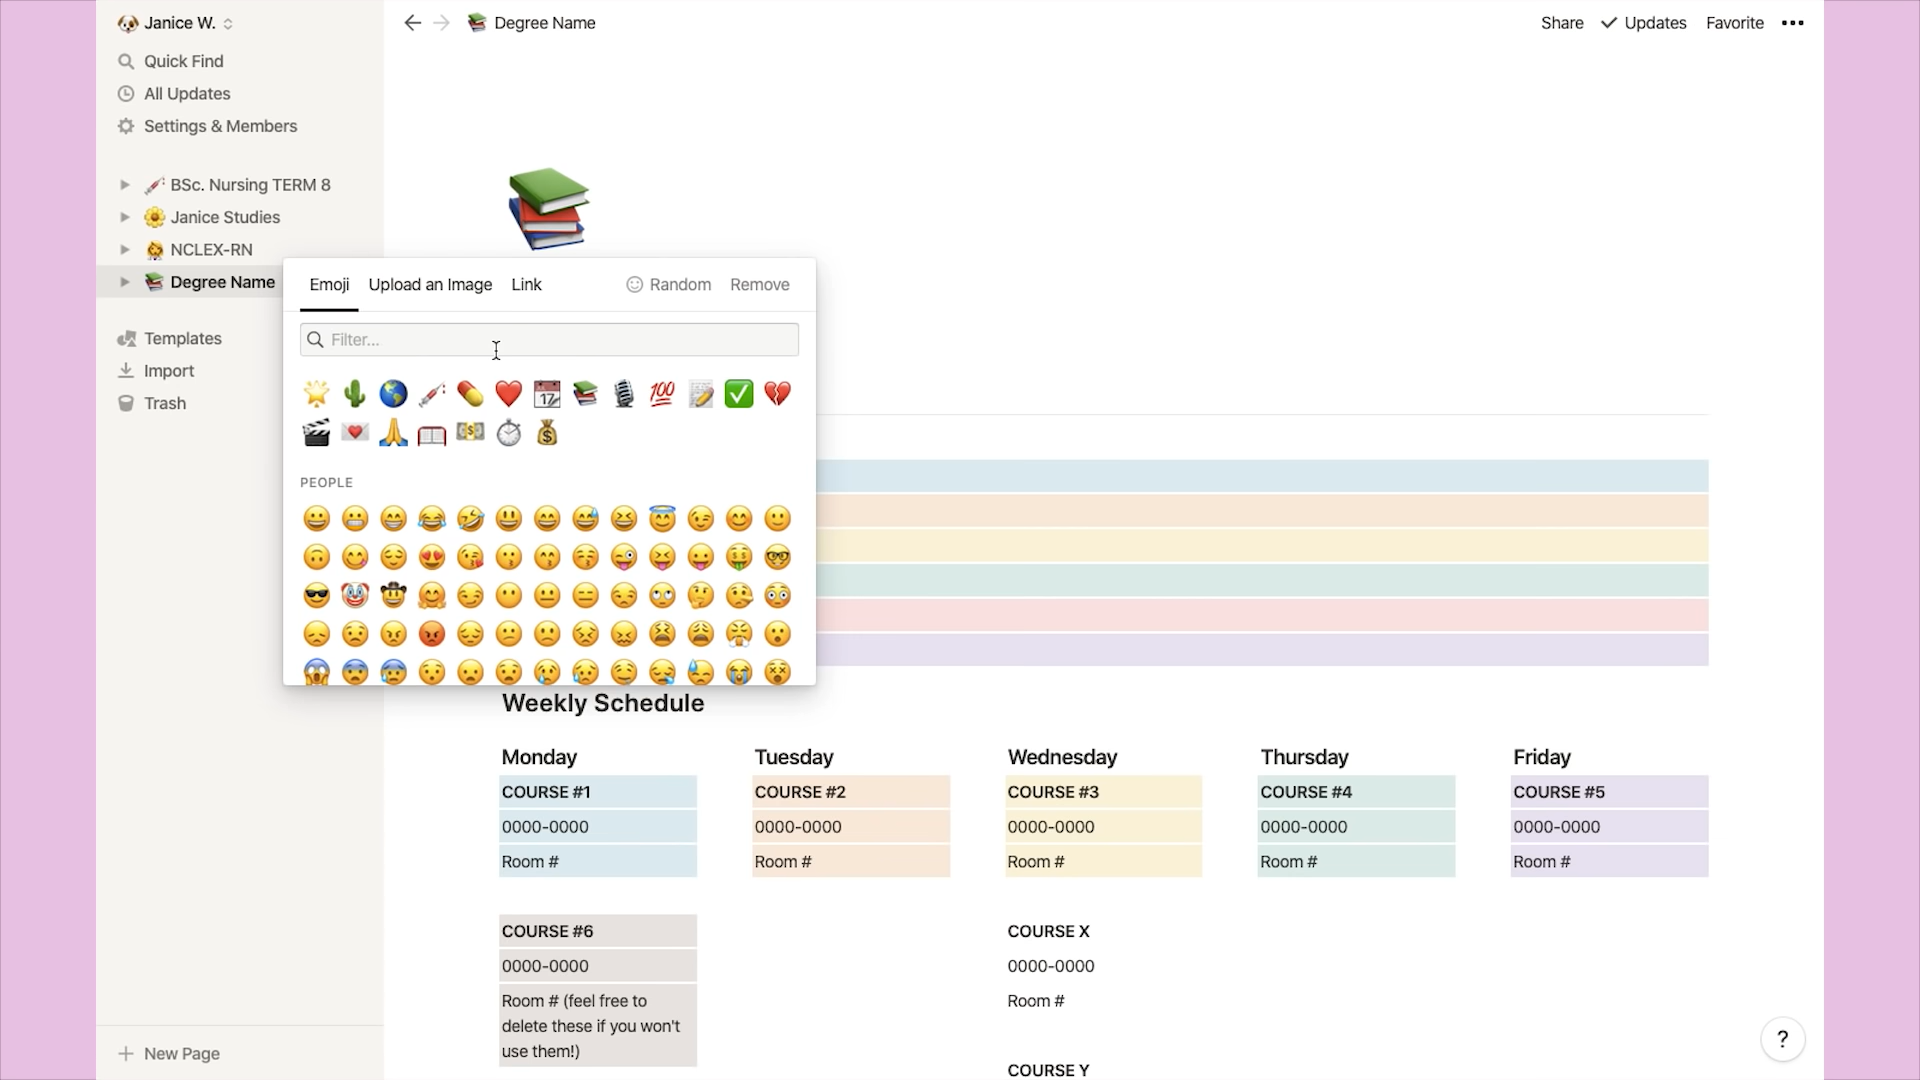 Janice W.
Degree Name
Share
Updates
Favorite
Quick Find
All Updates
Settings & Members
BSc. Nursing TERM 8
Janice Studies
NCLEX-RN
Degree Name
Templates
Import
Trash
Emoji
Upload an Image
Link
Random
Remove
Filter...
17
100
PEOPLE
Weekly Schedule
Monday
COURSE #1
0000-0000
Room #
COURSE #6
0000-0000
Room # (feel free to
delete these if you won't
use them!)
Tuesday
COURSE #2
0000-0000
Room #
Wednesday
COURSE #3
0000-0000
Room #
COURSE X
0000-0000
Room #
COURSE Y
Thursday
COURSE #4
0000-0000
Room #
Friday
COURSE #5
0000-0000
Room #
New Page
?